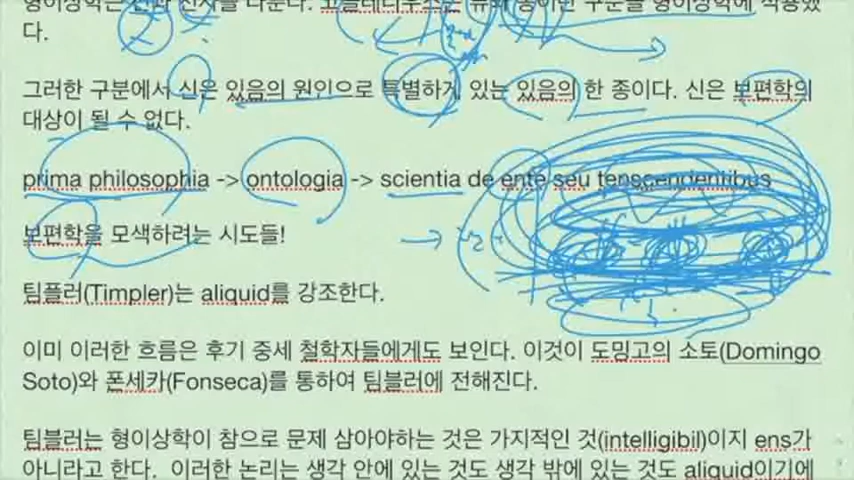 형이상학은 신과 천사를 다룬다. 고클레니우스는 유와 종이란 구분을 형이상학에 적용했
다.
그러한 구분에서 신은 있음의 원인으로 특별하게 있는 있음의 한 종이다. 신은 보편학의
대상이 될 수 없다.
prima philosophia -> ontologia -> scientia de ente seu tenscendentibus
보편학을 모색하려는 시도들!
팀플러(Timpler)는 aliquid를 강조한다.
이미 이러한 흐름은 후기 중세 철학자들에게도 보인다. 이것이 도밍고의 소토(Domingo
Soto)와 폰세카(Fonseca)를 통하여 팀블러에 전해진다.
팀블러는 형이상학이 참으로 문제 삼아야하는 것은 가지적인 것(intelligibil)이지 ens가
아니라고 한다. 이러한 논리는 생각 안에 있는 것도 생각 밖에 있는 것도 aliquid이기에